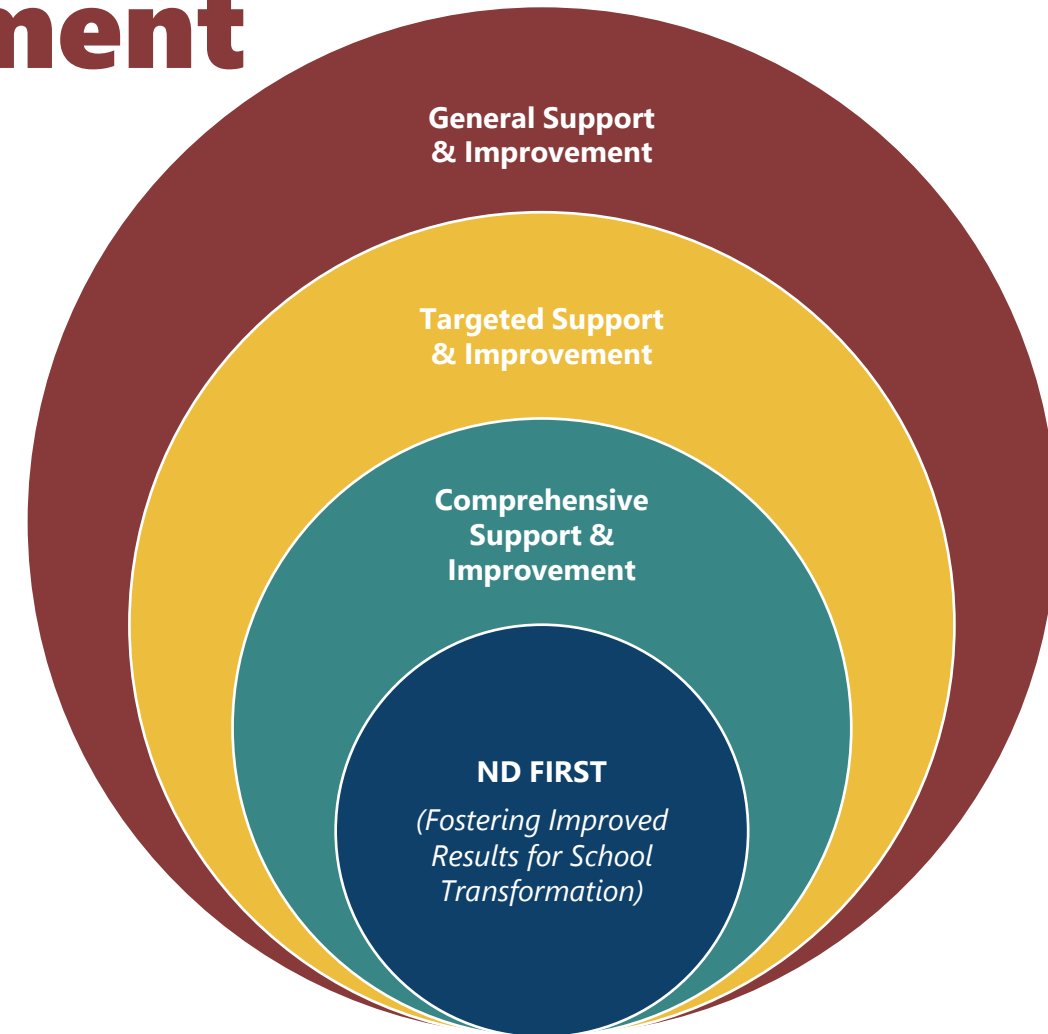 ment
General Support
& Improvement
Targeted Support
& Improvement
Comprehensive
Support &
Improvement
ND FIRST
(Fostering Improved
Results for School
Transformation)